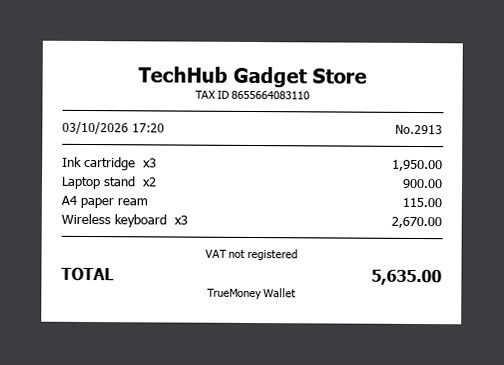 TechHub Gadget Store
TAX ID 8655664083110
03/10/2026 17:20 No.2913
Ink cartridge x3 1,950.00
Laptop stand x2 900.00
A4 paper ream 115.00
Wireless keyboard x3 2,670.00
VAT not registered
TOTAL 5,635.00
TrueMoney Wallet